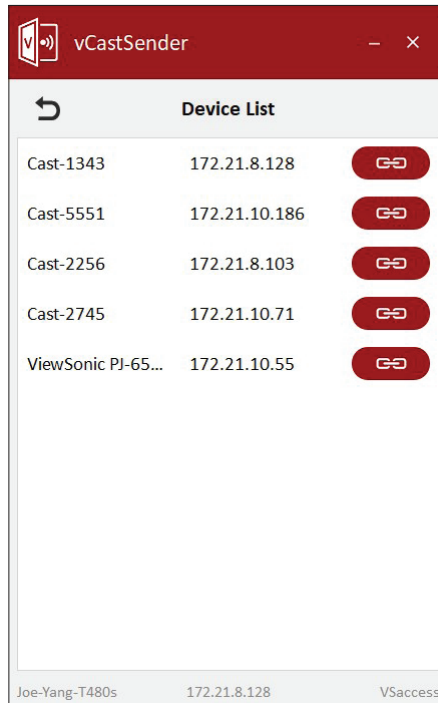 V vCastSender
Device List
Cast-1343 172.21.8.128
Cast-5551 172.21.10.186
Cast-2256 172.21.8.103
Cast-2745 172.21.10.71
ViewSonic PJ-65... 172.21.10.55
Joe-Yang-T480s 172.21.8.128 VSaccess